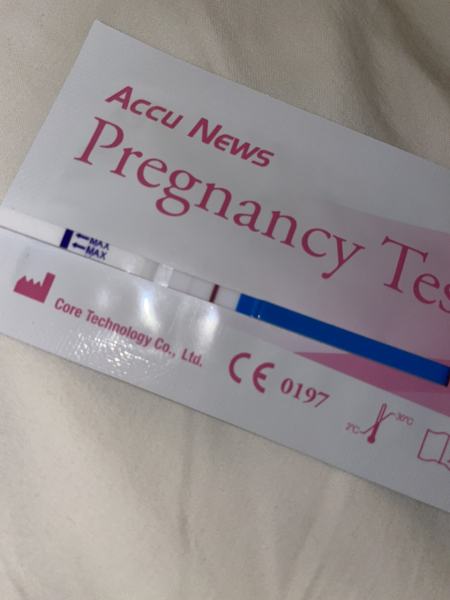 Accu News
Pregnancy Tes
MAX
MAX
Core Technology Co., Ltd.
CE 0197
2°C
30°C